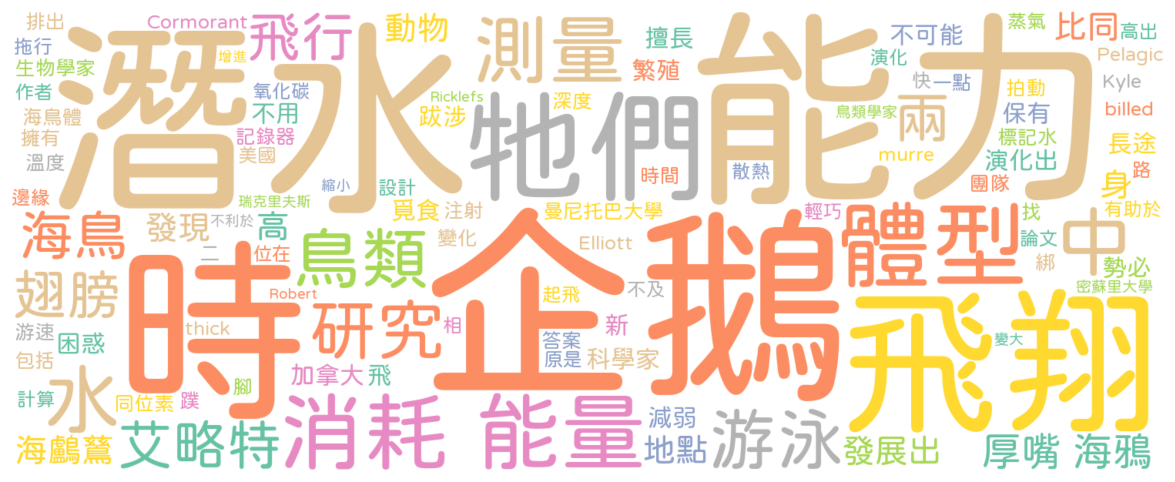 排出
Cormorant
飛行
動物
測量
擅長
不可能
蒸氣
比同
高出
拖行
增進
潛水
能力
繁殖
演化
Pelagic
生物學家
氧化碳
Ricklefs
深度
鳥類學家
快
一點
拍動
Kyle
作者
不用
跋涉
牠們
兩
保有
billed
海鳥體
記錄器
標記水
擁有
美國
murre
長途
溫度
縮小
設計
時間
散熱
演化出
路
團隊
身
邊緣
瑞克里夫斯
覓食
注射
曼尼托巴大學
輕巧
有助於
海鳥
發現
不利於
高
變化
Elliott
體型
找
中
二
位在
鳥類
論文
綁
勢必
翅膀
時
Robert
企鵝
起飛
不及
飛翔
密蘇里大學
游速
thick
研究
相
答案
新
變大
困惑
原是
科學家
包括
加拿大
飛
腳
計算
水
同位素
蹼
消耗
能量
減弱
游泳
海鸕鶿
艾略特
地點
發展出
厚嘴
海鴉